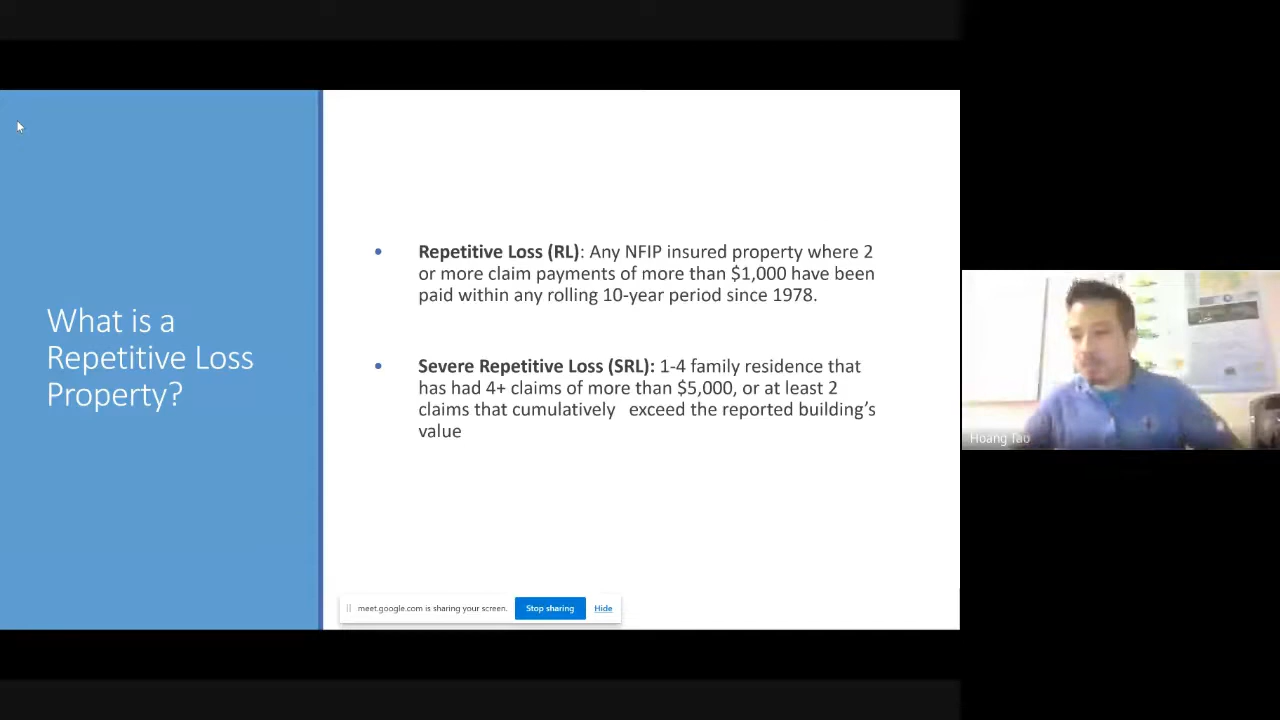 What is a
Repetitive Loss
Property?
• Repetitive Loss (RL): Any NFIP insured property where 2
or more claim payments of more than $1,000 have been
paid within any rolling 10-year period since 1978.
• Severe Repetitive Loss (SRL): 1-4 family residence that
has had 4+ claims of more than $5,000, or at least 2
claims that cumulatively exceed the reported building's
value
meet.google.com is sharing your screen. Stop sharing Hide
Hoang Tao